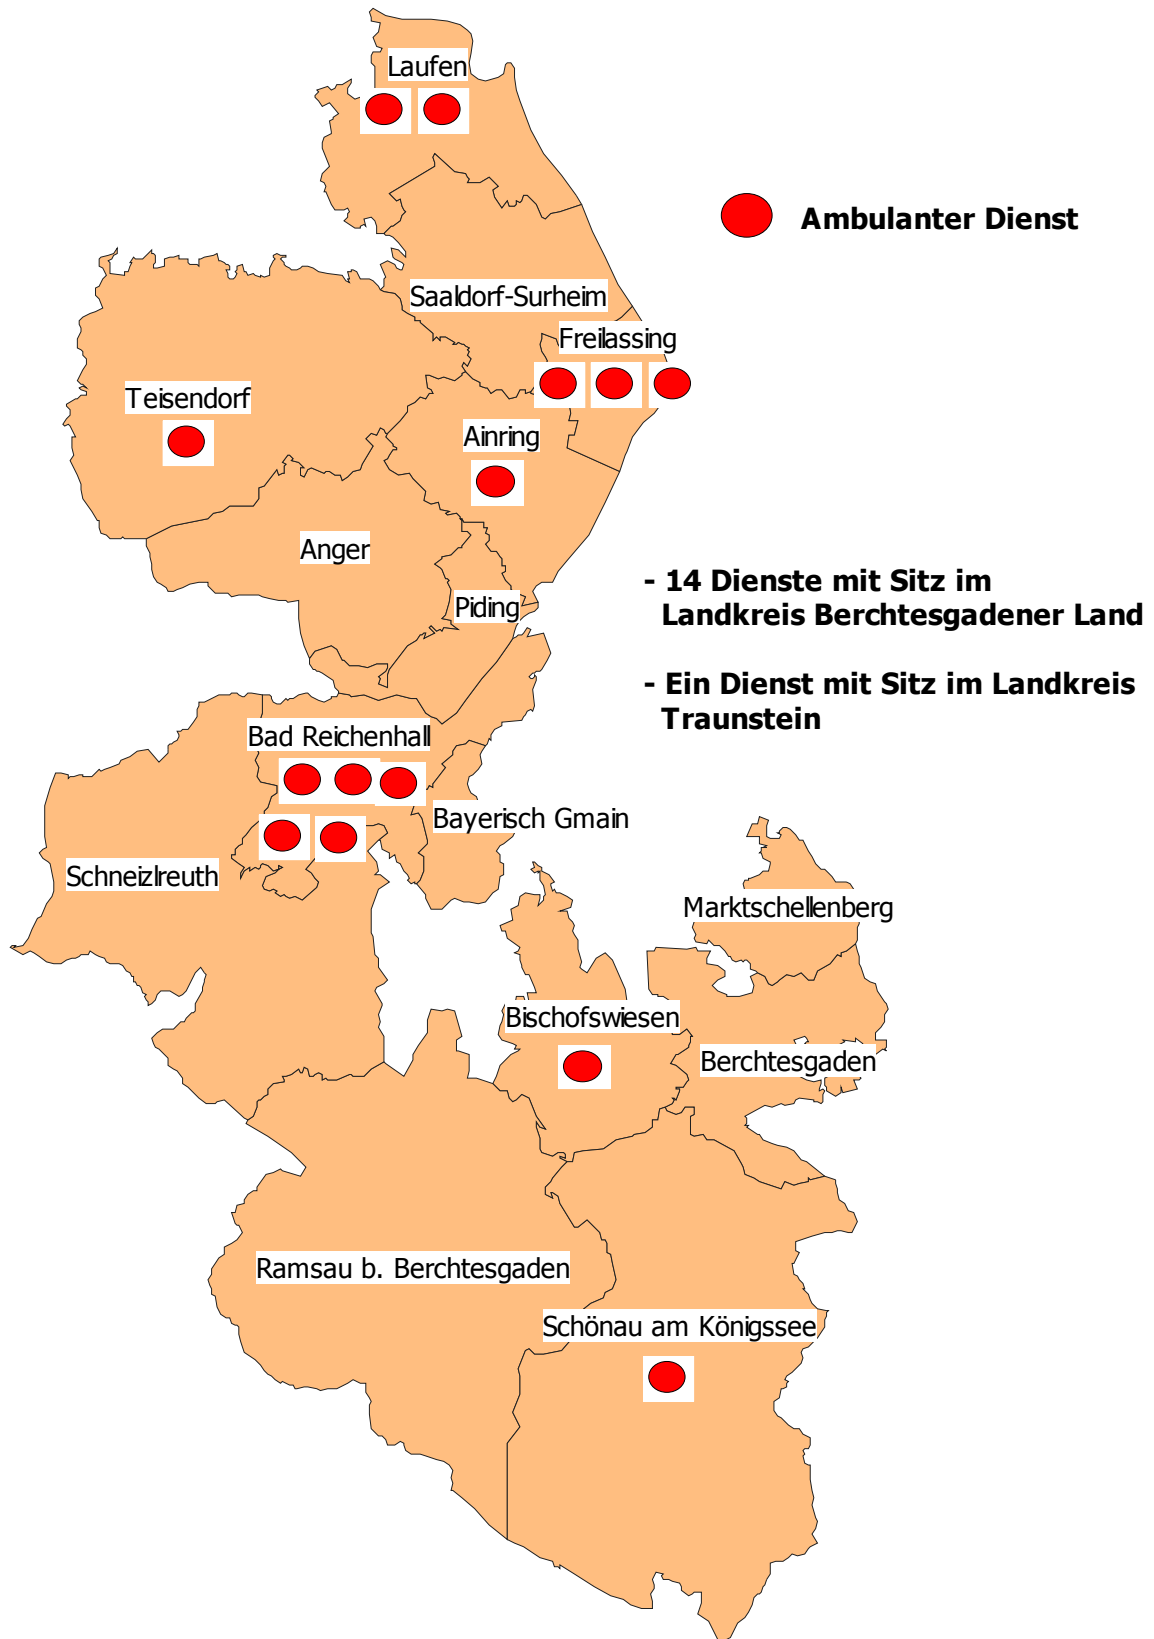 Laufen
Ambulanter Dienst
Saaldorf-Surheim
Freilassing
Teisendorf
Ainring
Anger
- 14 Dienste mit Sitz im
Landkreis Berchtesgadener Land
Piding
- Ein Dienst mit Sitz im Landkreis
Traunstein
Bad Reichenhall
Bayerisch Gmain
Schneizlreuth
Marktschellenberg
Bischofswiesen
Berchtesgaden
Ramsau b. Berchtesgaden
Schönau am Königssee